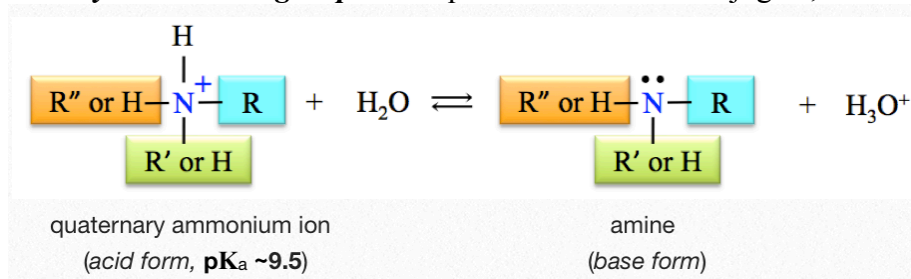 H
R″ or H–N+–R + H₂O ⇌ R″ or H–N̈–R + H₃O⁺
R′ or H R′ or H
quaternary ammonium ion amine
(acid form, pKa ~9.5) (base form)